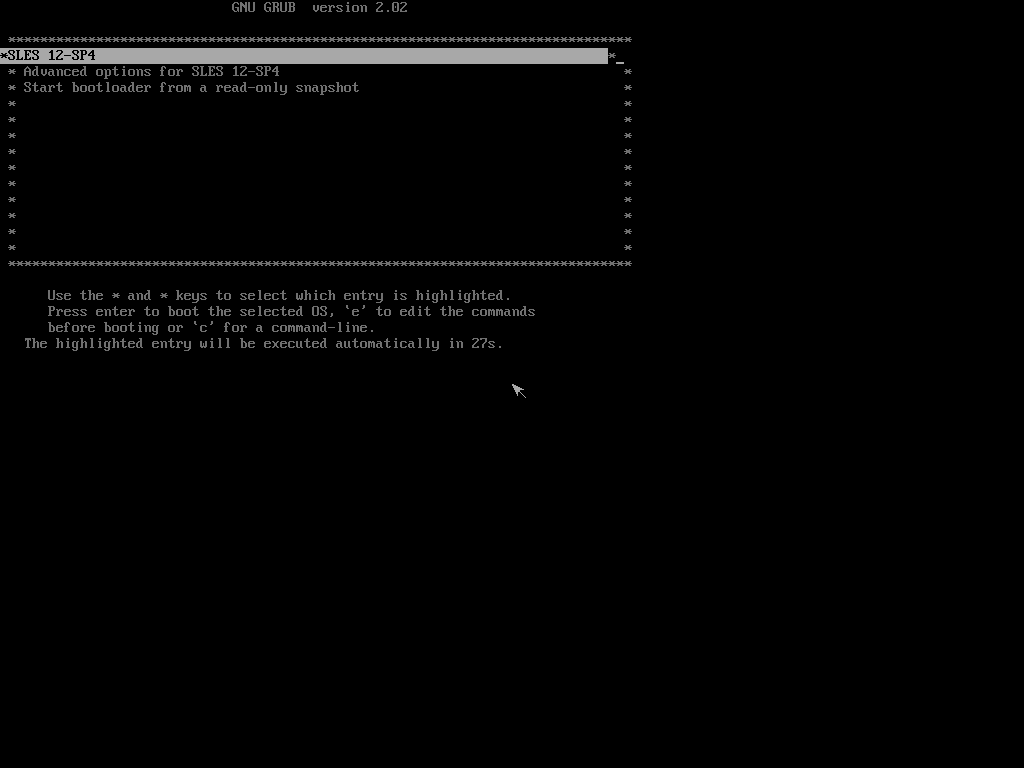 GNU GRUB  version 2.02
*******************************************************************************
*SLES 12-SP4 *_
* Advanced options for SLES 12-SP4 *
* Start bootloader from a read-only snapshot *
* *
* *
* *
* *
* *
* *
* *
* *
* *
* *
*******************************************************************************
Use the * and * keys to select which entry is highlighted.
Press enter to boot the selected OS, `e' to edit the commands
before booting or `c' for a command-line.
The highlighted entry will be executed automatically in 27s.